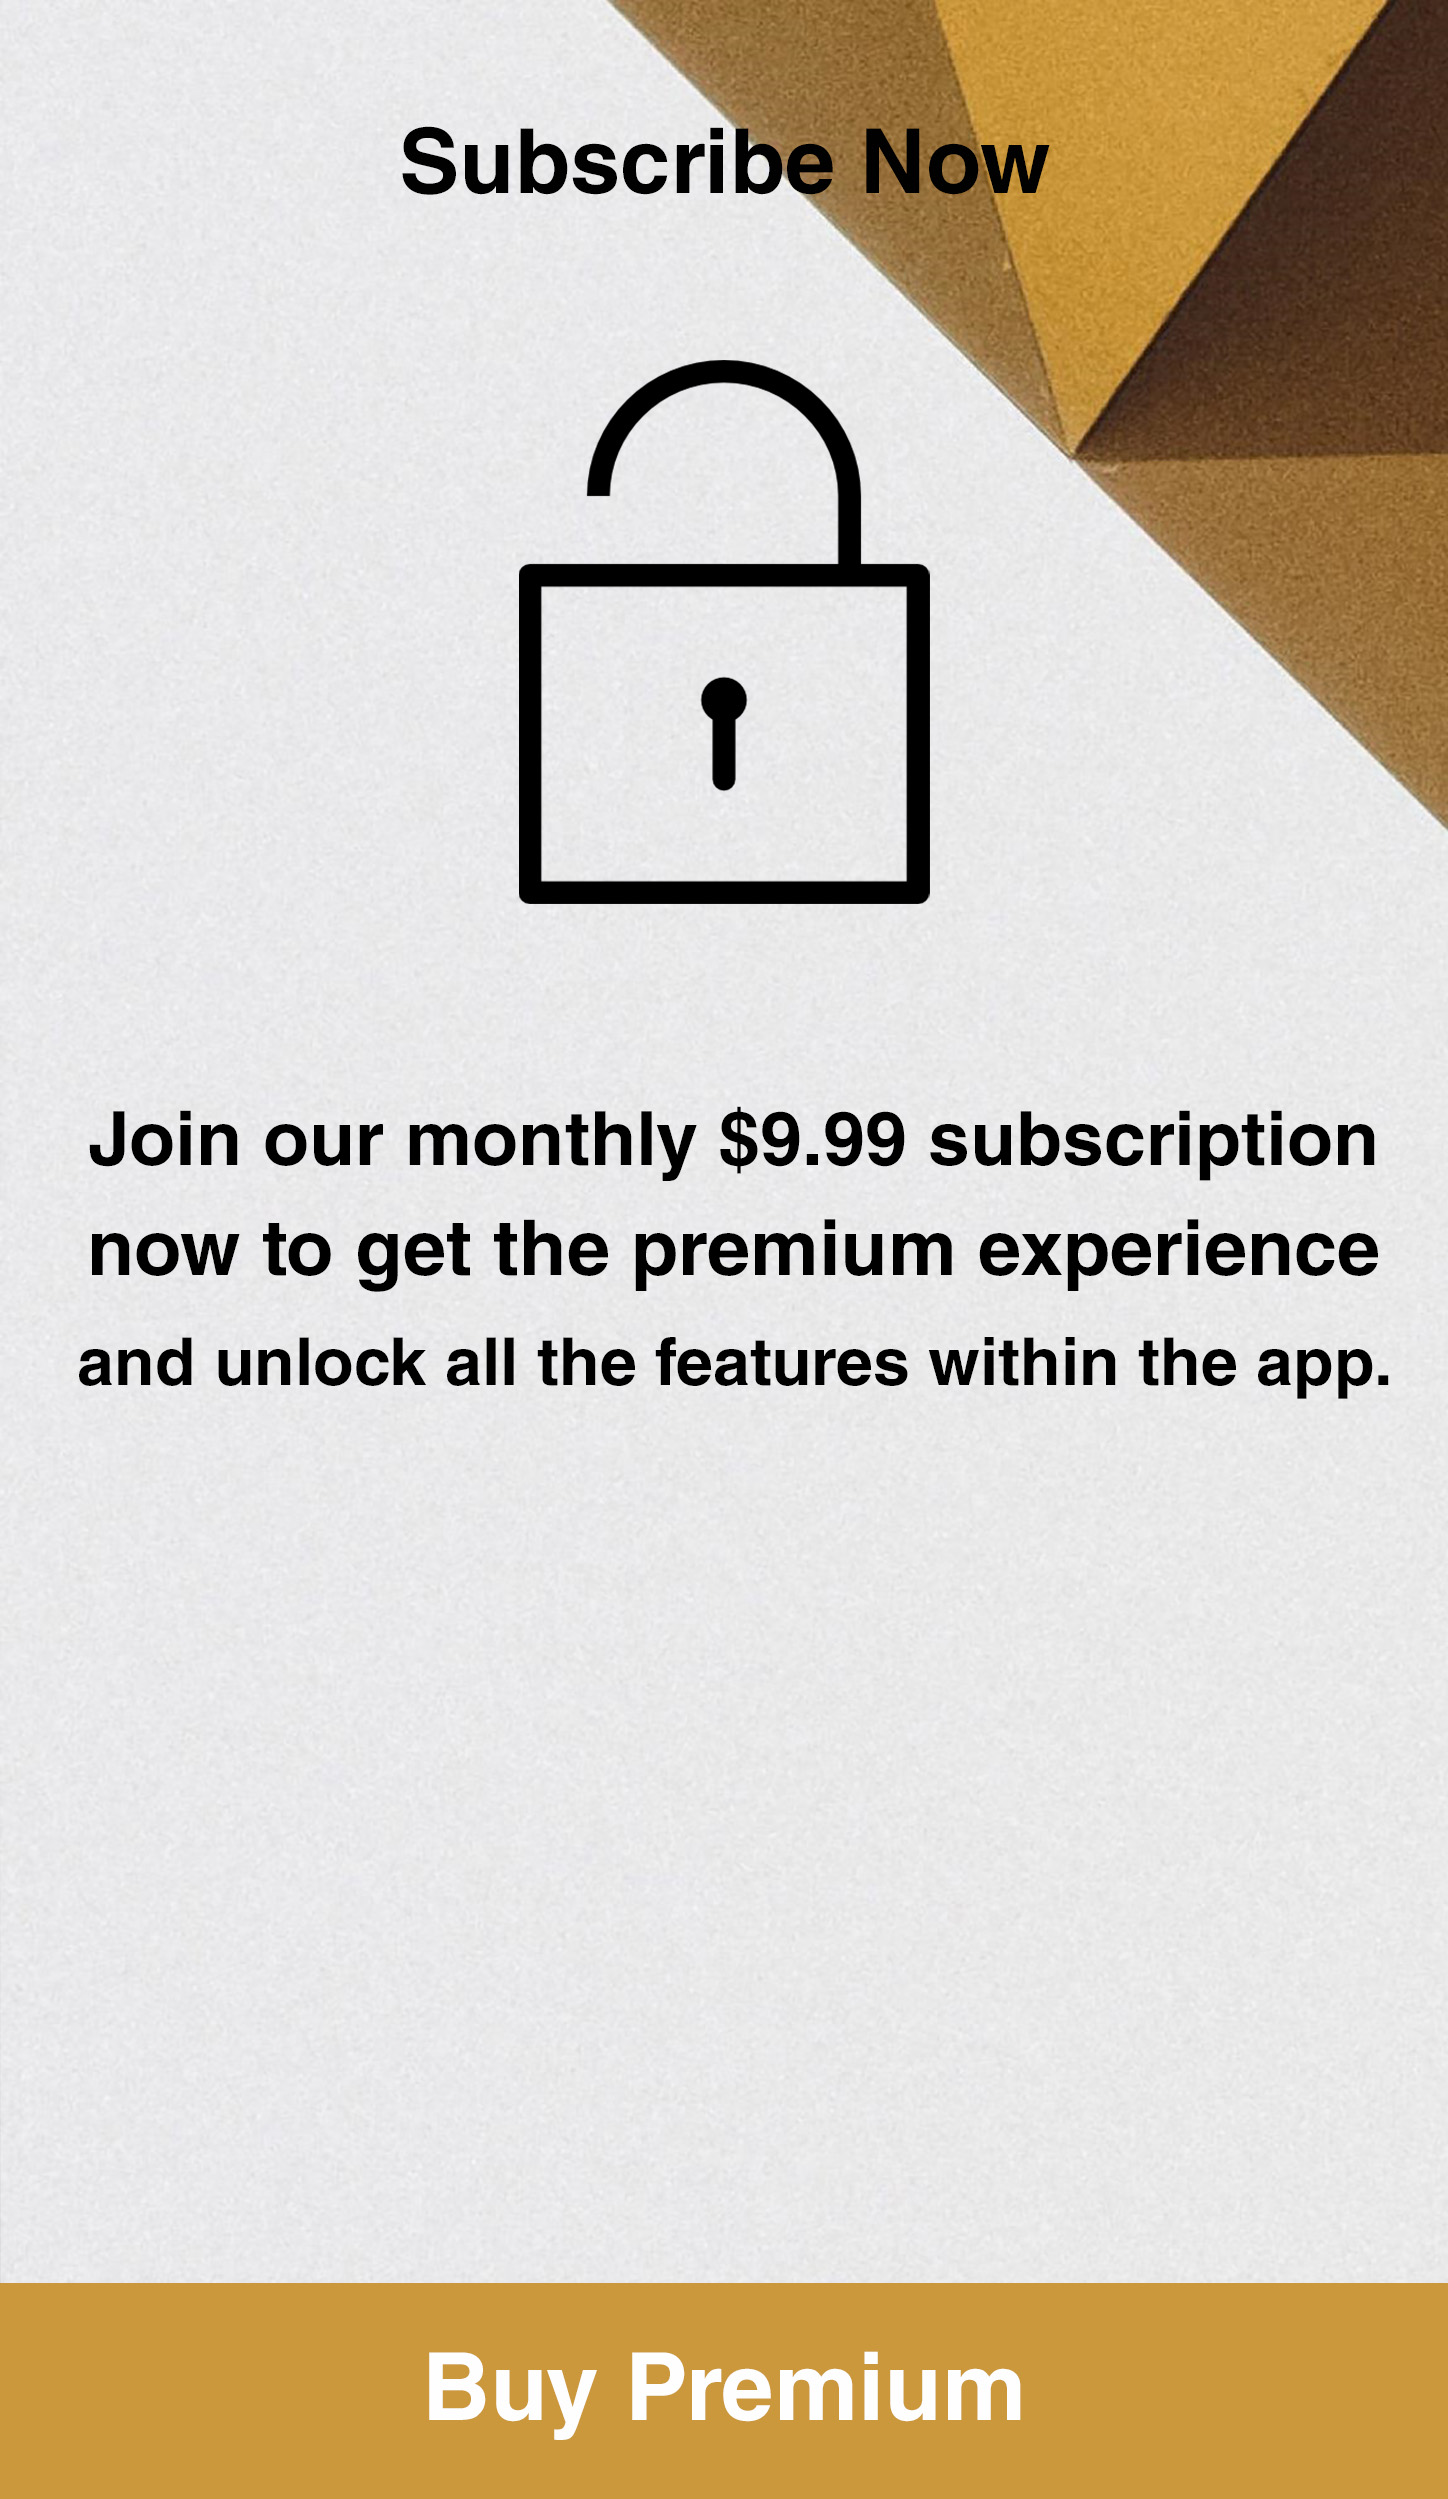 Subscribe Now
Join our monthly $9.99 subscription
now to get the premium experience
and unlock all the features within the app.
Buy Premium